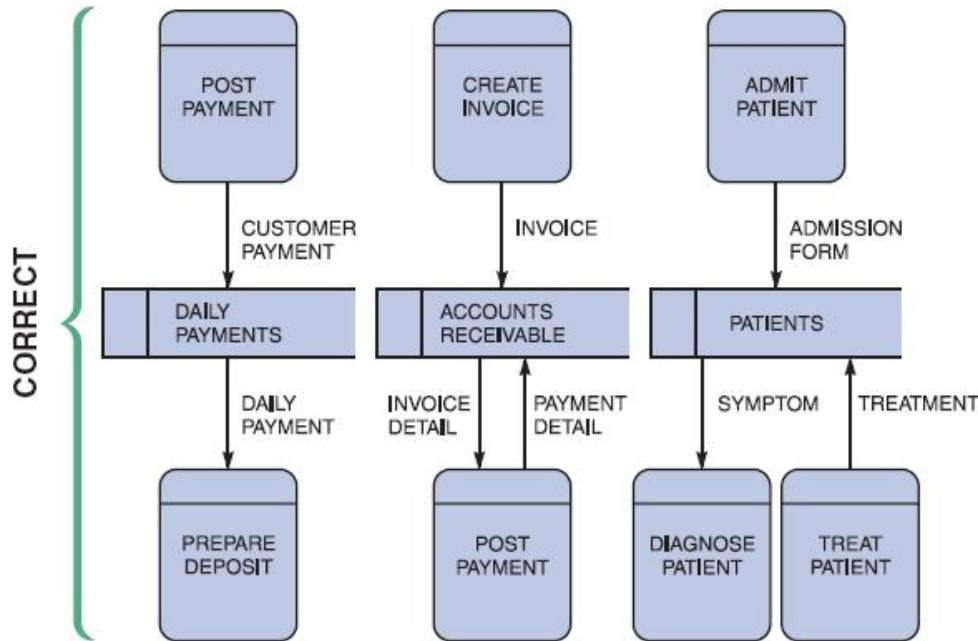 CORRECT
POST
PAYMENT
CREATE
INVOICE
ADMIT
PATIENT
CUSTOMER
PAYMENT
INVOICE
ADMISSION
FORM
DAILY
PAYMENTS
ACCOUNTS
RECEIVABLE
PATIENTS
DAILY
PAYMENT
INVOICE
DETAIL
PAYMENT
DETAIL
SYMPTOM
TREATMENT
PREPARE
DEPOSIT
POST
PAYMENT
DIAGNOSE
PATIENT
TREAT
PATIENT